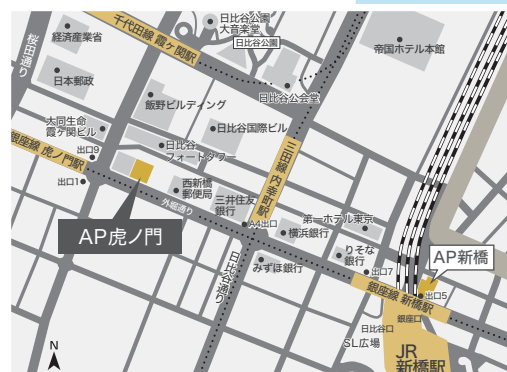 日比谷公園
大音楽堂
日比谷公園
千代田線 霞ヶ関駅
経済産業省
桜田通り
帝国ホテル本館
日本郵政
飯野ビルディング
日比谷公会堂
大同生命
霞ヶ関ビル
日比谷国際ビル
銀座線 虎ノ門駅
出口9
日比谷
フォートタワー
三田線 内幸町駅
出口1
西新橋
郵便局
三井住友
銀行
外堀通り
A4出口
第一ホテル東京
横浜銀行
AP虎ノ門
りそな
銀行
AP新橋
みずほ銀行
出口7
日比谷通り
銀座線 新橋駅
出口5
銀座口
日比谷口
SL広場
JR
新橋駅
N